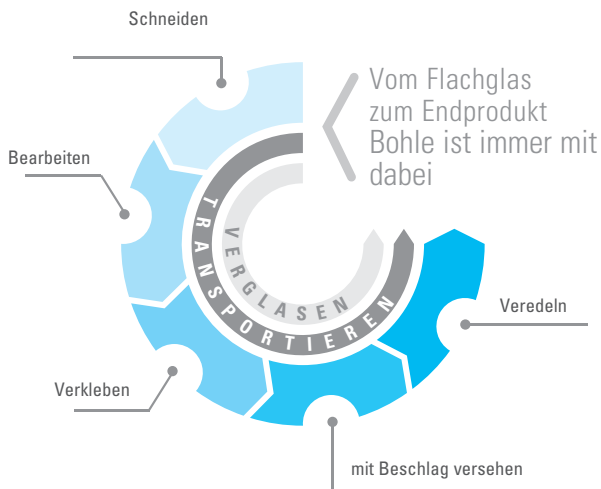 Schneiden
Vom Flachglas
zum Endprodukt
Bohle ist immer mit
dabei
Bearbeiten
TRANSPORTIEREN
VERGLASEN
Veredeln
Verkleben
mit Beschlag versehen